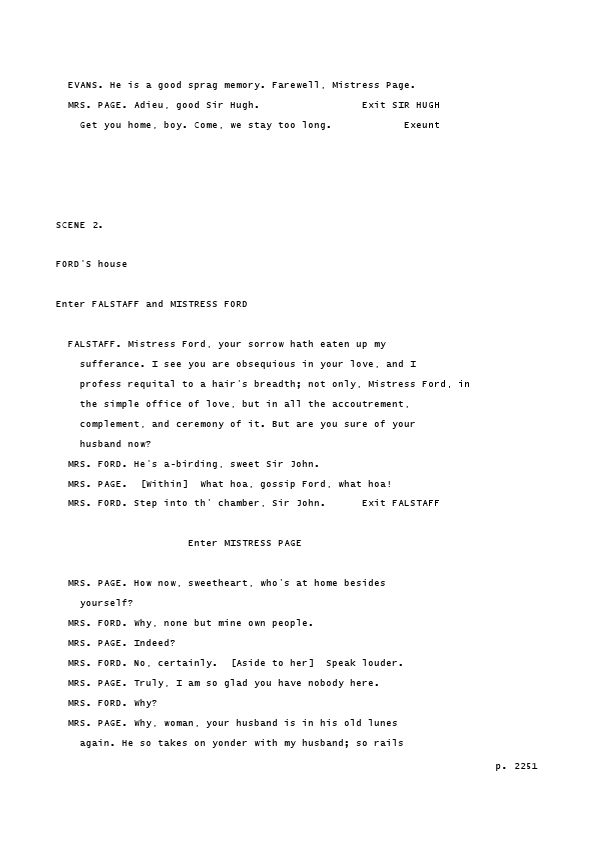 EVANS. He is a good sprag memory. Farewell, Mistress Page.
MRS. PAGE. Adieu, good Sir Hugh. Exit SIR HUGH
Get you home, boy. Come, we stay too long. Exeunt
SCENE 2.
FORD'S house
Enter FALSTAFF and MISTRESS FORD
FALSTAFF. Mistress Ford, your sorrow hath eaten up my
sufferance. I see you are obsequious in your love, and I
profess requital to a hair's breadth; not only, Mistress Ford, in
the simple office of love, but in all the accoutrement,
complement, and ceremony of it. But are you sure of your
husband now?
MRS. FORD. He's a-birding, sweet Sir John.
MRS. PAGE. [Within] What hoa, gossip Ford, what hoa!
MRS. FORD. Step into th' chamber, Sir John. Exit FALSTAFF
Enter MISTRESS PAGE
MRS. PAGE. How now, sweetheart, who's at home besides
yourself?
MRS. FORD. Why, none but mine own people.
MRS. PAGE. Indeed?
MRS. FORD. No, certainly. [Aside to her] Speak louder.
MRS. PAGE. Truly, I am so glad you have nobody here.
MRS. FORD. Why?
MRS. PAGE. Why, woman, your husband is in his old lunes
again. He so takes on yonder with my husband; so rails
p. 2251